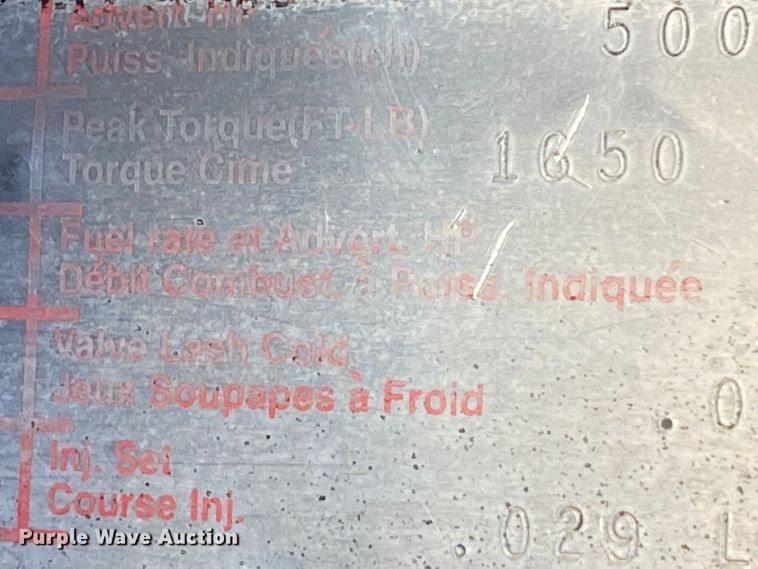 Advert. HP 500
Puiss. Indiquée(ch)
Peak Torque(FT-LB)
Torque Cime 1650
Fuel rate at Advert. HP
Débit Combust. à Puiss. Indiquée
Valve Lash Cold
Jeux Soupapes à Froid .0
Inj. Set
Course Inj. .029 L
Purple Wave Auction